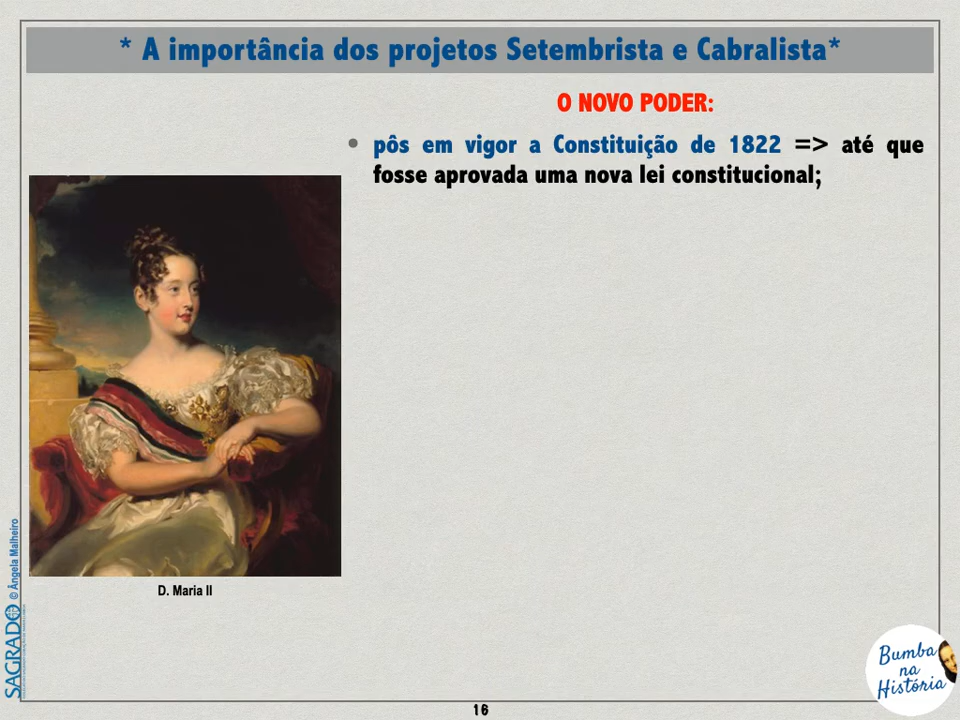 * A importância dos projetos Setembrista e Cabralista*
O NOVO PODER:
• pôs em vigor a Constituição de 1822 => até que
fosse aprovada uma nova lei constitucional;
D. Maria II
© Ângela Malheiro
SAGRADO
Bumba
na
História
16